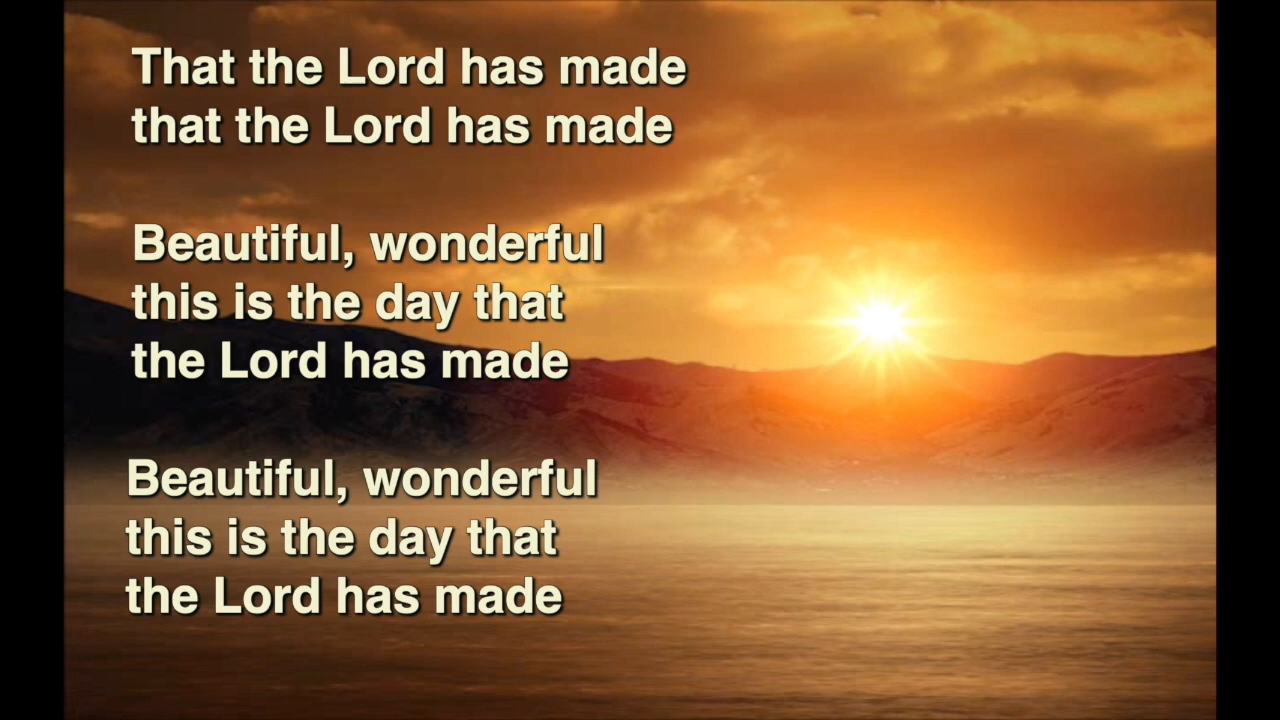 That the Lord has made
that the Lord has made
Beautiful, wonderful
this is the day that
the Lord has made
Beautiful, wonderful
this is the day that
the Lord has made